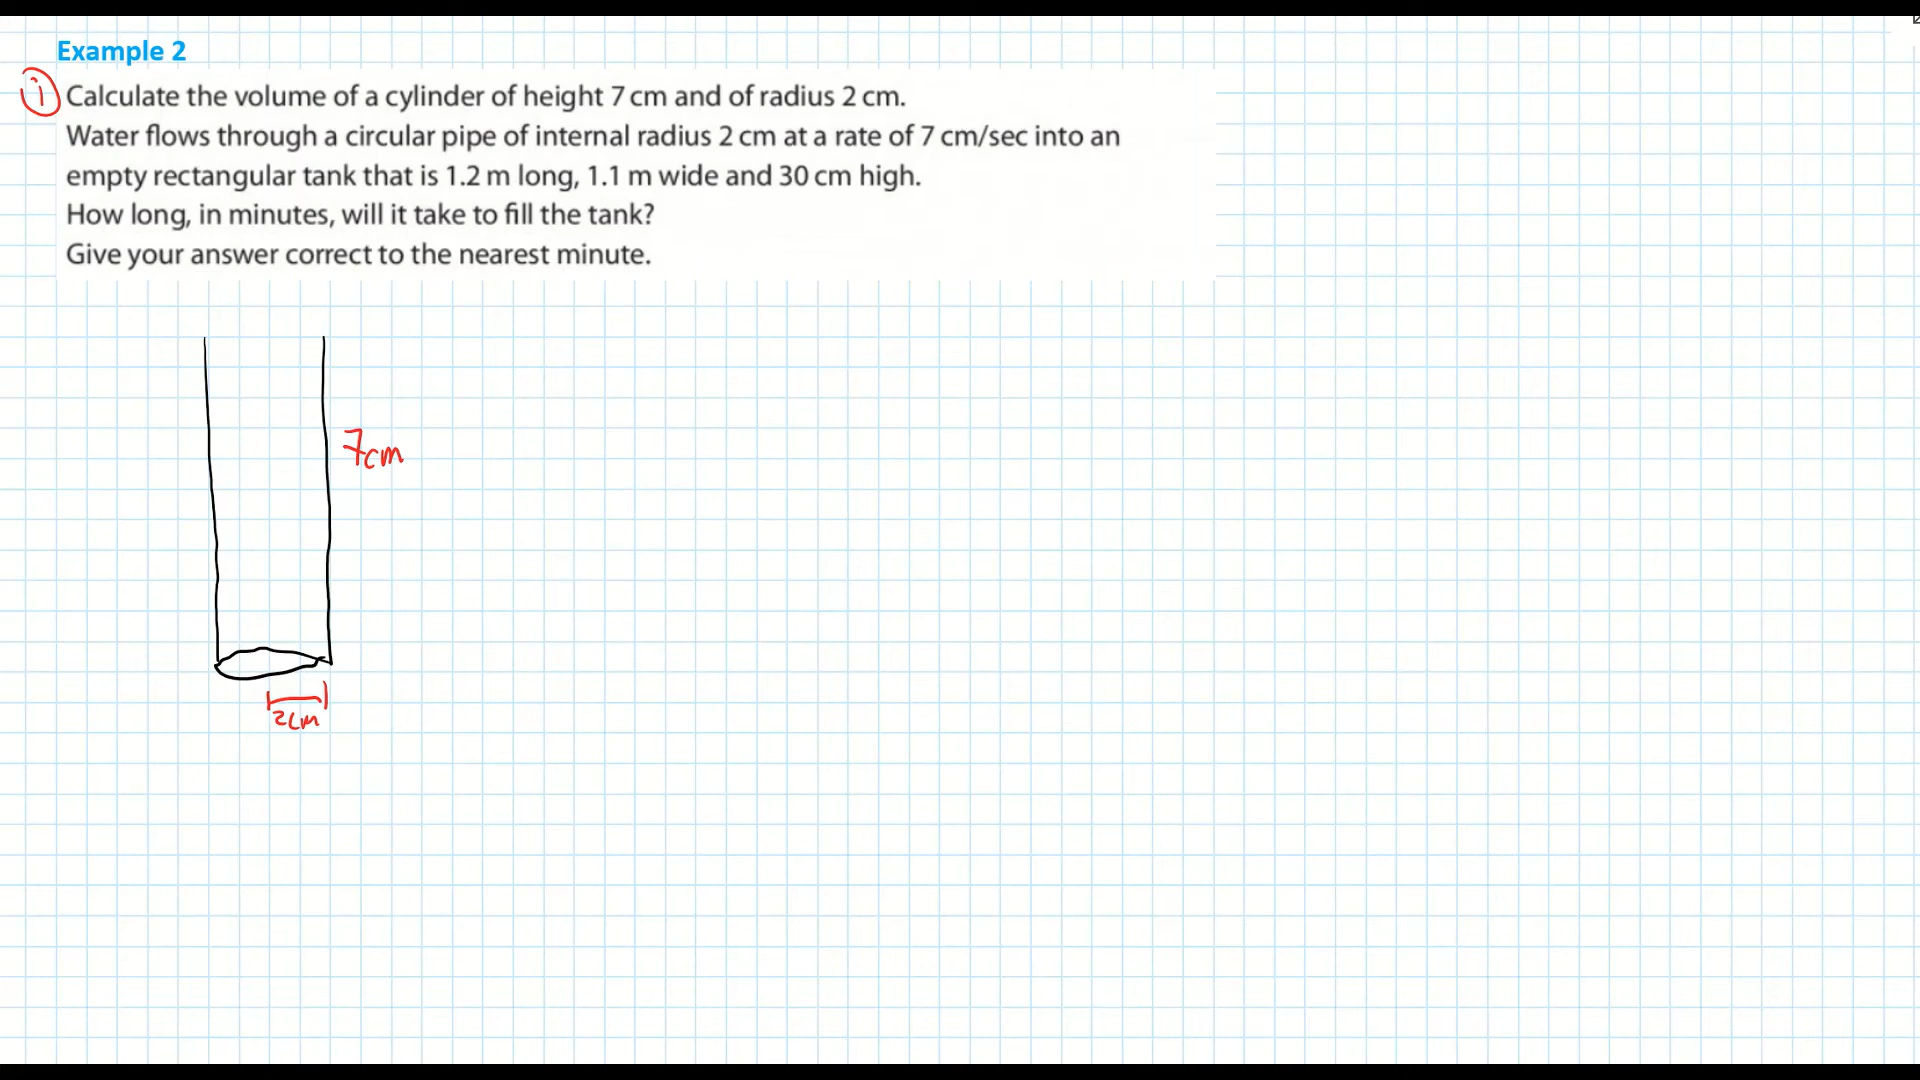 Example 2
i Calculate the volume of a cylinder of height 7 cm and of radius 2 cm.
Water flows through a circular pipe of internal radius 2 cm at a rate of 7 cm/sec into an
empty rectangular tank that is 1.2 m long, 1.1 m wide and 30 cm high.
How long, in minutes, will it take to fill the tank?
Give your answer correct to the nearest minute.
7cm
2cm